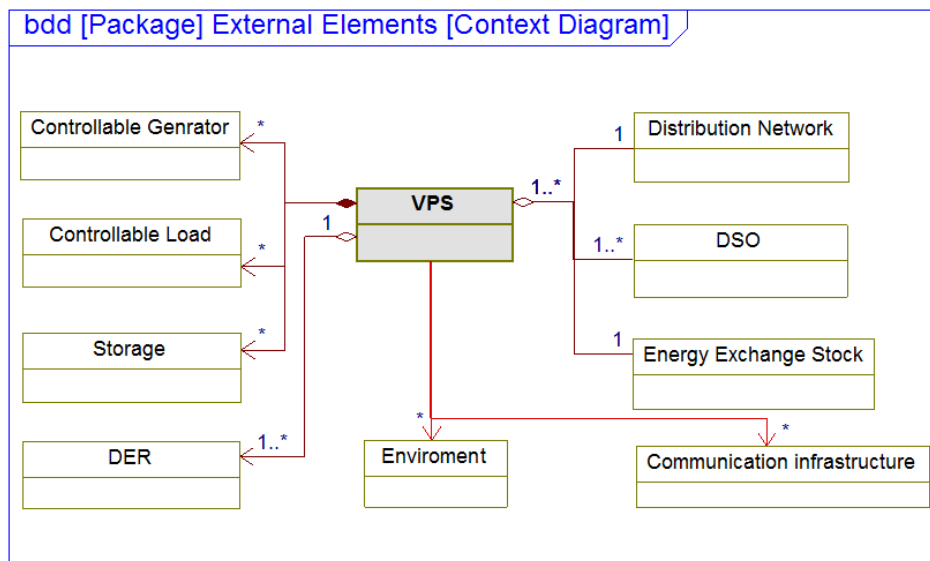 bdd [Package] External Elements [Context Diagram]
Controllable Genrator
*
1
Distribution Network
VPS
1..*
1
Controllable Load
*
1..*
DSO
Storage
*
1
Energy Exchange Stock
DER
1..*
*
Enviroment
*
Communication infrastructure